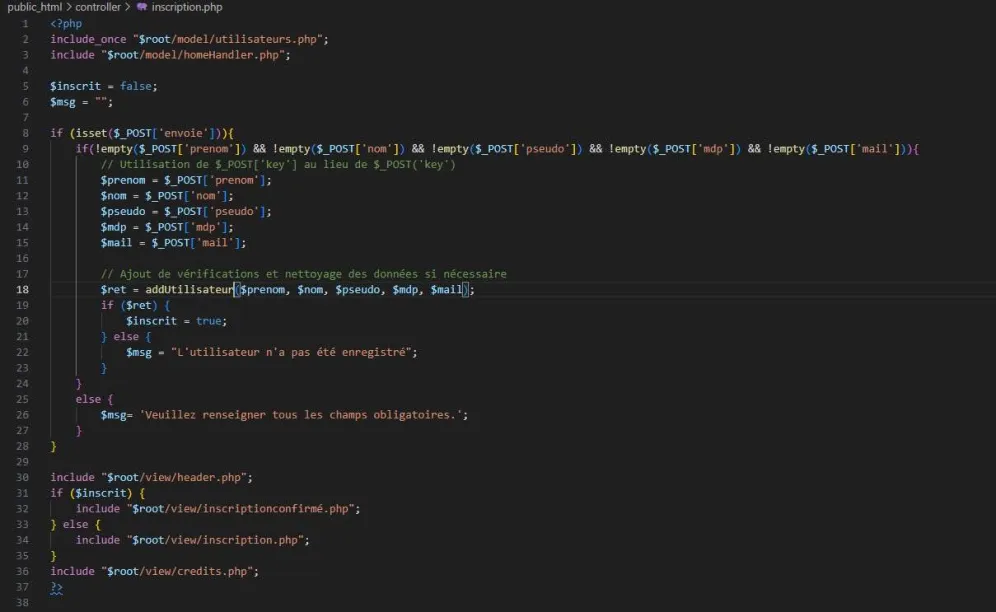 public_html > controller > inscription.php
1 <?php
2 include_once "$root/model/utilisateurs.php";
3 include "$root/model/homeHandler.php";
4
5 $inscrit = false;
6 $msg = "";
7
8 if (isset($_POST['envoie'])){
9 if(!empty($_POST['prenom']) && !empty($_POST['nom']) && !empty($_POST['pseudo']) && !empty($_POST['mdp']) && !empty($_POST['mail'])){
10 // Utilisation de $_POST['key'] au lieu de $_POST('key')
11 $prenom = $_POST['prenom'];
12 $nom = $_POST['nom'];
13 $pseudo = $_POST['pseudo'];
14 $mdp = $_POST['mdp'];
15 $mail = $_POST['mail'];
16
17 // Ajout de vérifications et nettoyage des données si nécessaire
18 $ret = addUtilisateur($prenom, $nom, $pseudo, $mdp, $mail);
19 if ($ret) {
20 $inscrit = true;
21 } else {
22 $msg = "L'utilisateur n'a pas été enregistré";
23 }
24 }
25 else {
26 $msg= 'Veuillez renseigner tous les champs obligatoires.';
27 }
28 }
29
30 include "$root/view/header.php";
31 if ($inscrit) {
32 include "$root/view/inscriptionconfirmé.php";
33 } else {
34 include "$root/view/inscription.php";
35 }
36 include "$root/view/credits.php";
37 ?>
38